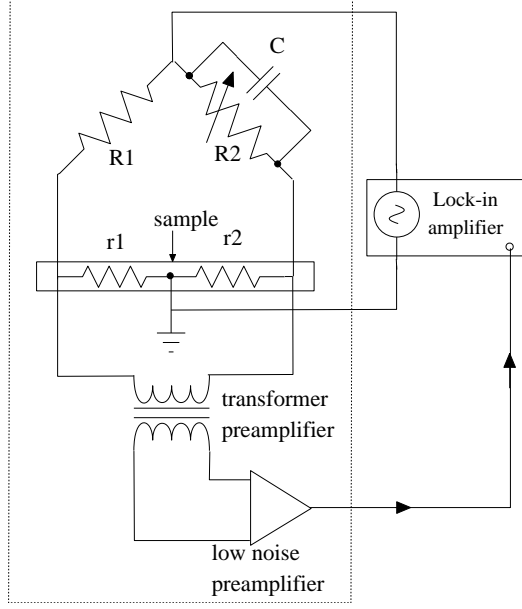 C
R1
R2
Lock-in
amplifier
sample
r1
r2
transformer
preamplifier
low noise
preamplifier